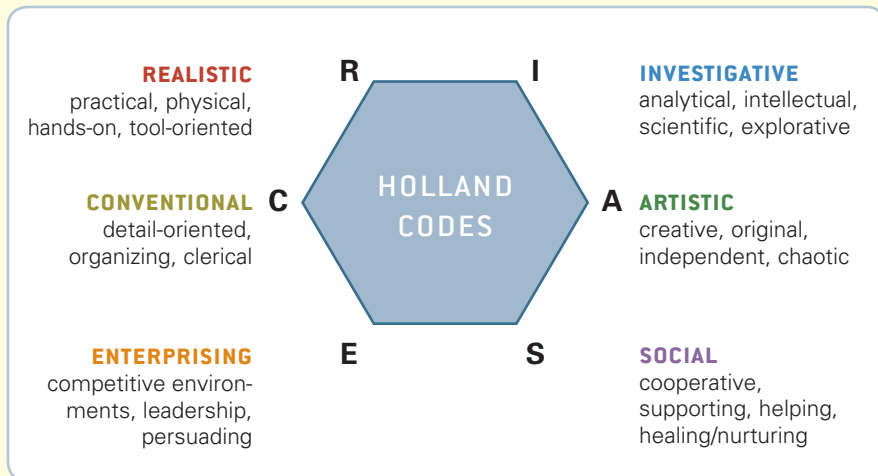 REALISTIC
practical, physical,
hands-on, tool-oriented
R
I
INVESTIGATIVE
analytical, intellectual,
scientific, explorative
CONVENTIONAL
detail-oriented,
organizing, clerical
C
HOLLAND
CODES
A
ARTISTIC
creative, original,
independent, chaotic
ENTERPRISING
competitive environ-
ments, leadership,
persuading
E
S
SOCIAL
cooperative,
supporting, helping,
healing/nurturing